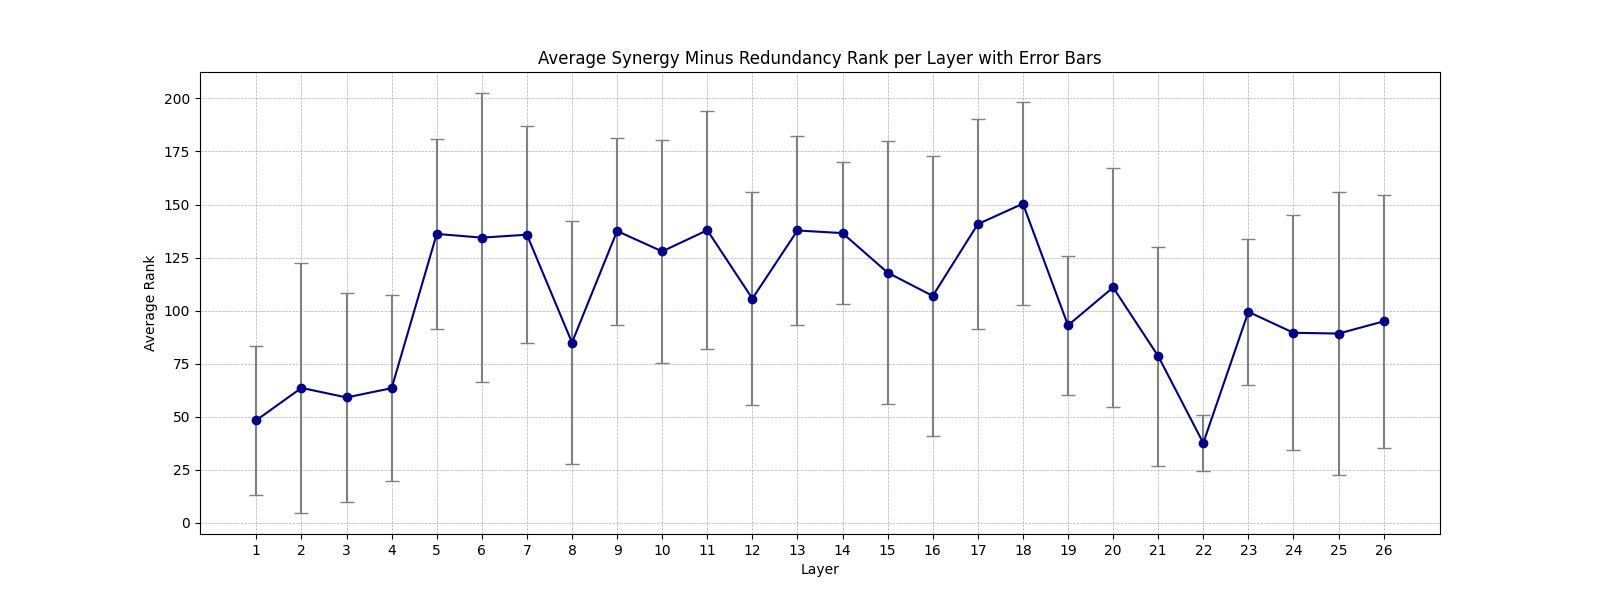 Average Synergy Minus Redundancy Rank per Layer with Error Bars
200
175
150
125
100
75
50
25
0
Average Rank
1 2 3 4 5 6 7 8 9 10 11 12 13 14 15 16 17 18 19 20 21 22 23 24 25 26
Layer